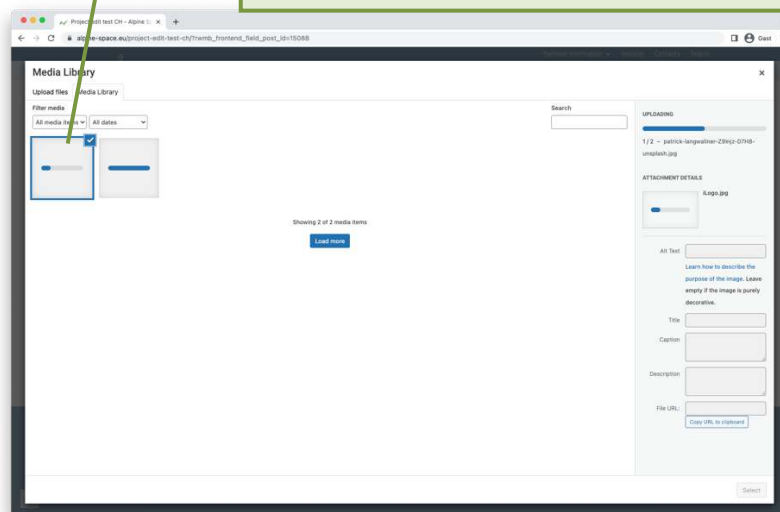 Project edit test CH – Alpine S
alpine-space.eu/project-edit-test-ch/?rwmb_frontend_field_post_id=15088
Gast
Media Library
Upload files
Media Library
Filter media
All media items
All dates
Search
Showing 2 of 2 media items
Load more
UPLOADING
1 / 2 – patrick-langwallner-Z9Injz-D7H8-
unsplash.jpg
ATTACHMENT DETAILS
iLogo.jpg
Alt Text
Learn how to describe the
purpose of the image. Leave
empty if the image is purely
decorative.
Title
Caption
Description
File URL:
Copy URL to clipboard
Select